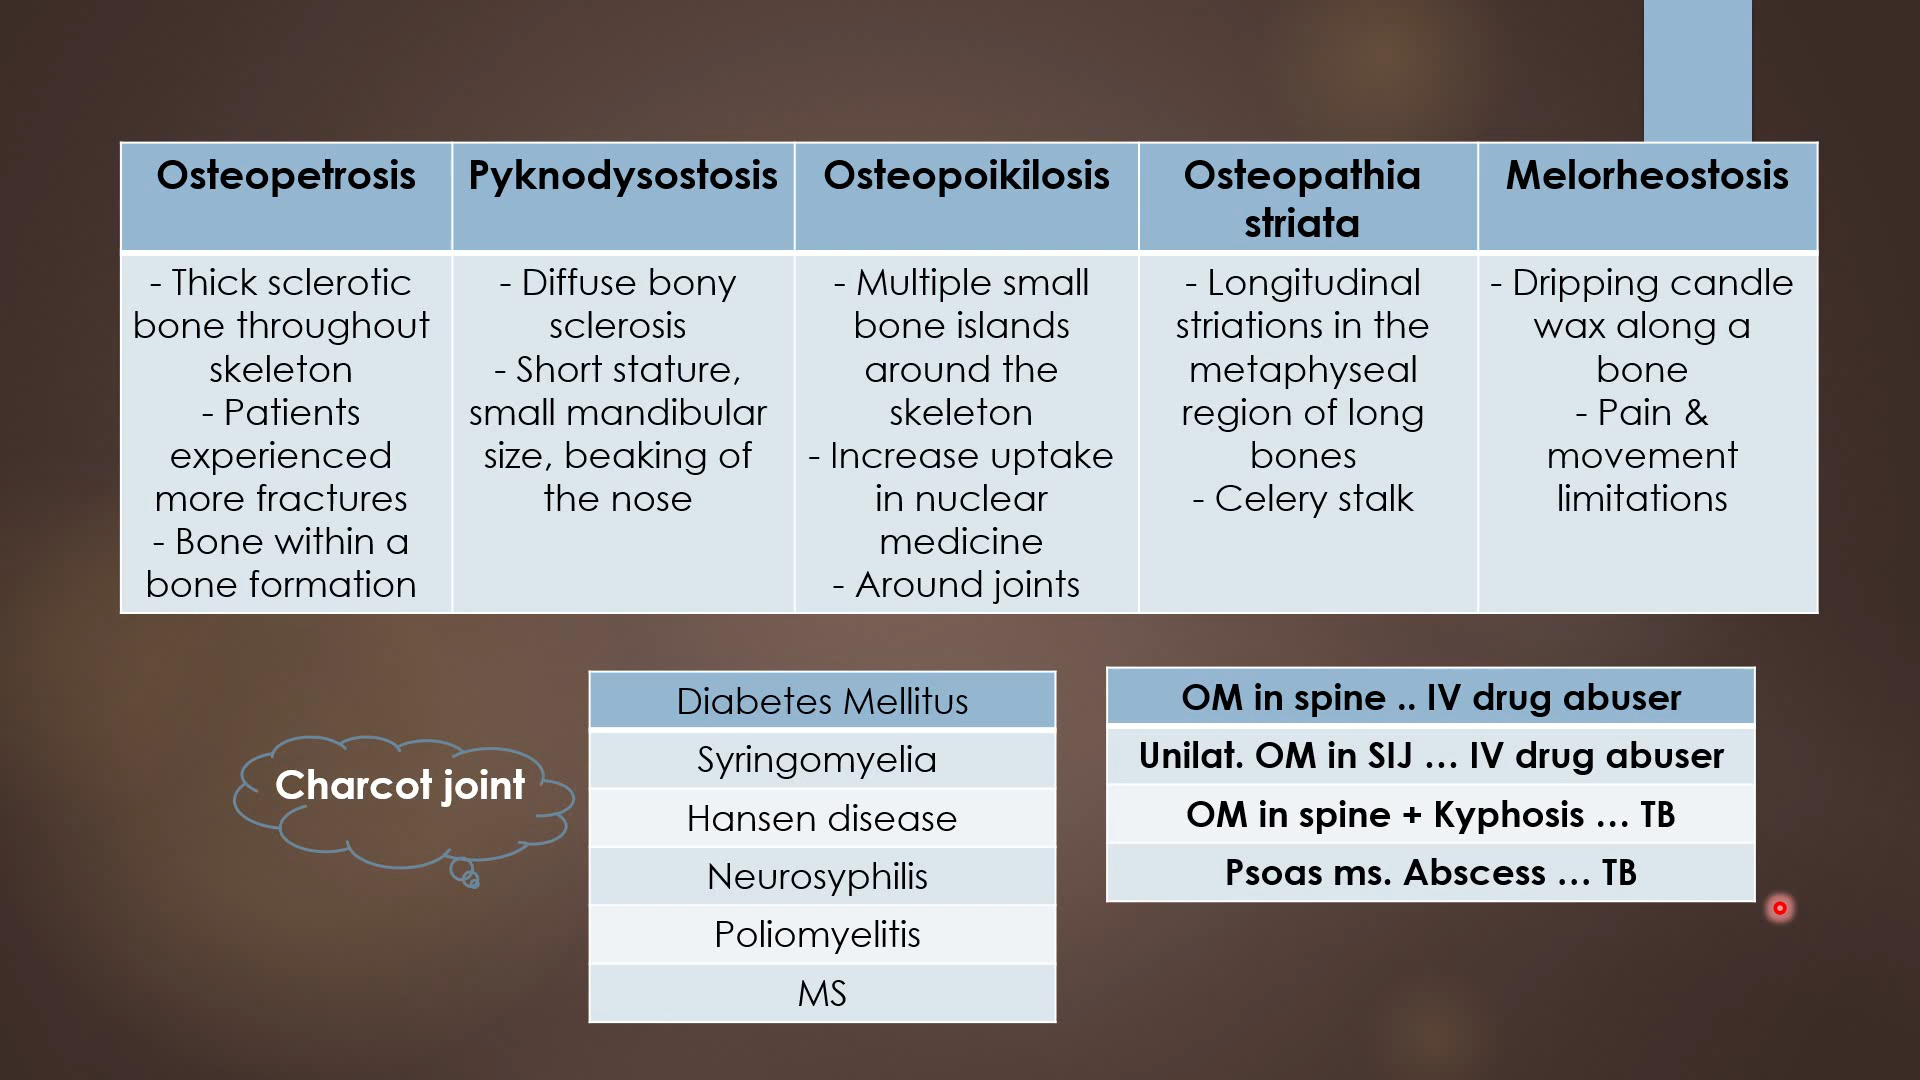 Osteopetrosis
Pyknodysostosis
Osteopoikilosis
Osteopathia
striata
Melorheostosis
- Thick sclerotic
bone throughout
skeleton
- Patients
experienced
more fractures
- Bone within a
bone formation
- Diffuse bony
sclerosis
- Short stature,
small mandibular
size, beaking of
the nose
- Multiple small
bone islands
around the
skeleton
- Increase uptake
in nuclear
medicine
- Around joints
- Longitudinal
striations in the
metaphyseal
region of long
bones
- Celery stalk
- Dripping candle
wax along a
bone
- Pain &
movement
limitations
Charcot joint
Diabetes Mellitus
Syringomyelia
Hansen disease
Neurosyphilis
Poliomyelitis
MS
OM in spine .. IV drug abuser
Unilat. OM in SIJ ... IV drug abuser
OM in spine + Kyphosis ... TB
Psoas ms. Abscess ... TB